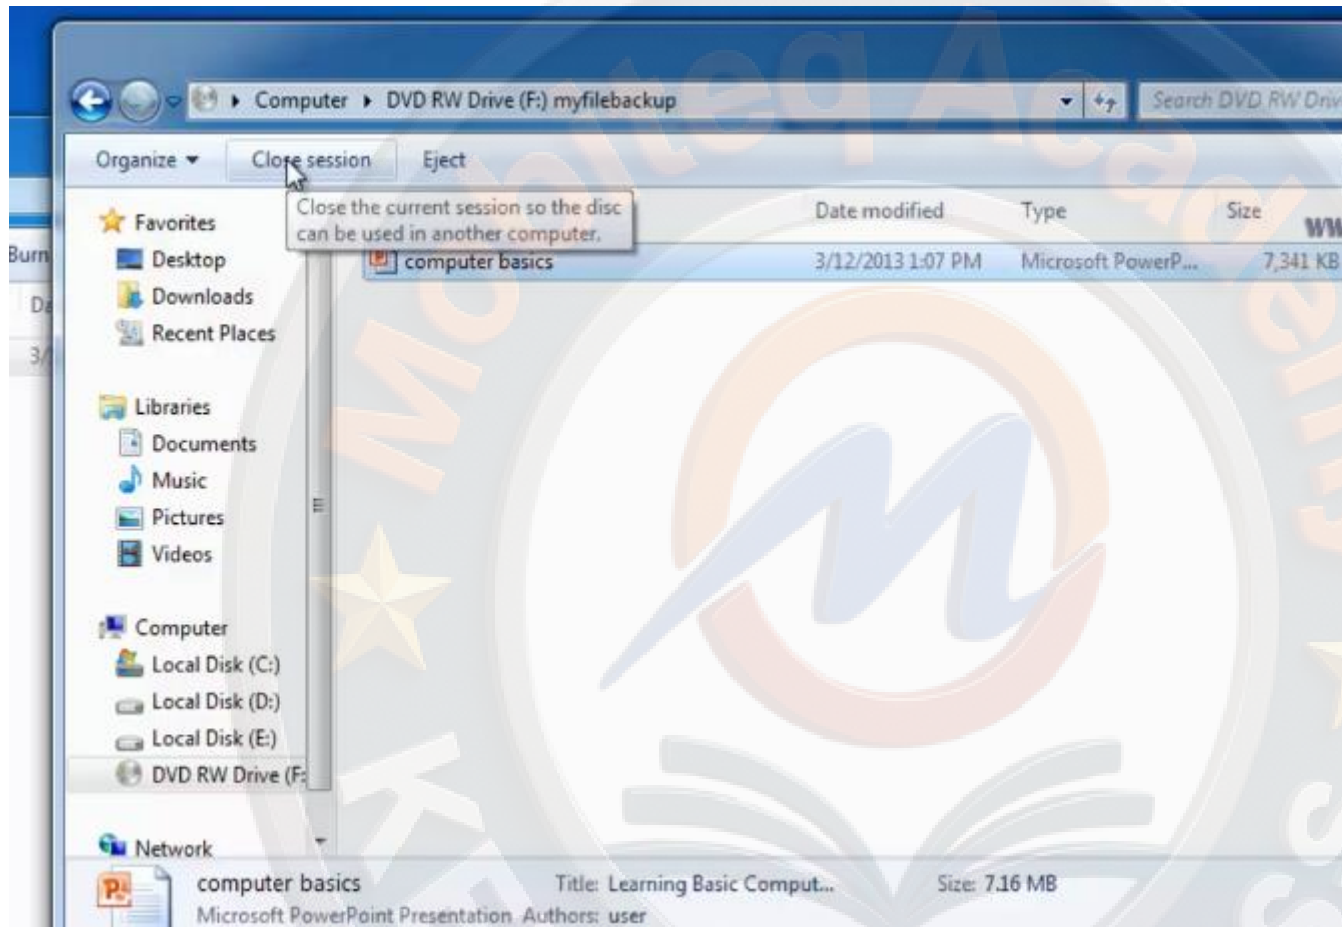 Computer ▸ DVD RW Drive (F:) myfilebackup
Search DVD RW Driv
Organize Close session Eject
Close the current session so the disc
can be used in another computer.
Date modified Type Size
computer basics 3/12/2013 1:07 PM Microsoft PowerP... 7,341 KB
Favorites
Desktop
Downloads
Recent Places
Libraries
Documents
Music
Pictures
Videos
Computer
Local Disk (C:)
Local Disk (D:)
Local Disk (E:)
DVD RW Drive (F:
Network
computer basics Title: Learning Basic Comput... Size: 7.16 MB
Microsoft PowerPoint Presentation Authors: user
Burn
3/
Mobiteq Academy